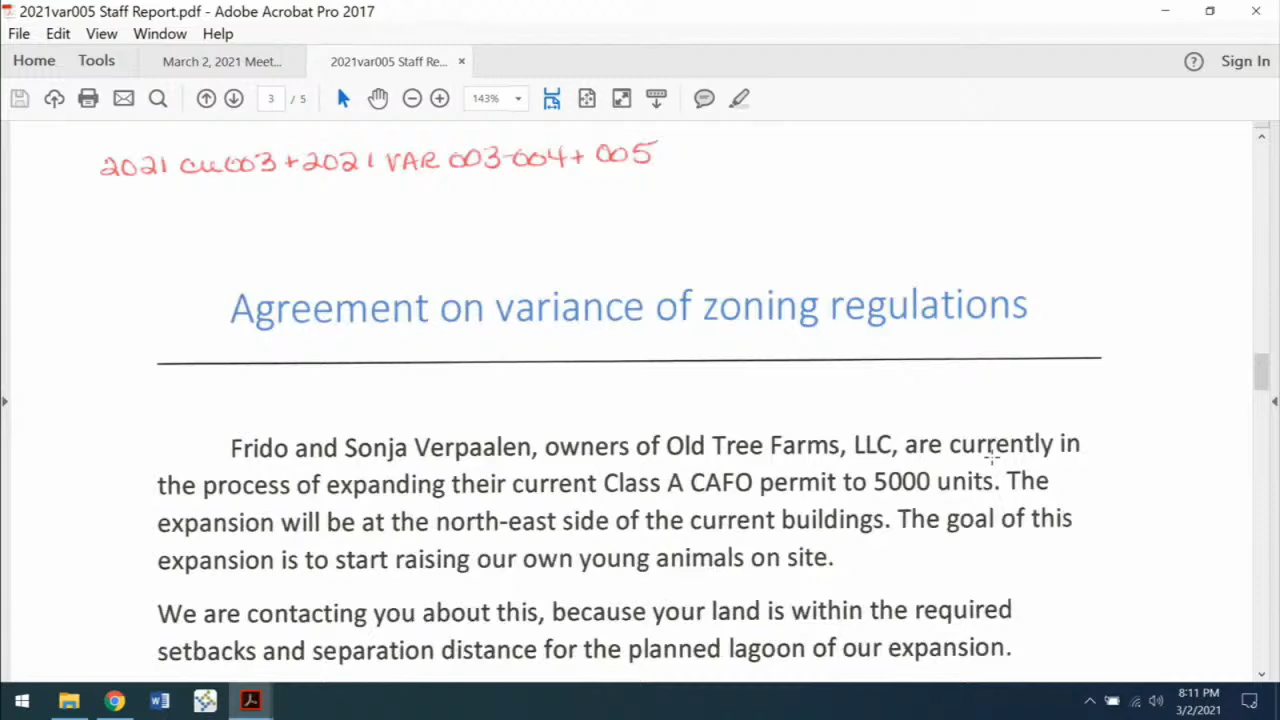 2021var005 Staff Report.pdf - Adobe Acrobat Pro 2017
File Edit View Window Help
Home Tools March 2, 2021 Meet... 2021var005 Staff Re... × Sign In
3 / 5 143%
2021 CU003 + 2021 VAR 003-004 + 005
Agreement on variance of zoning regulations
Frido and Sonja Verpaalen, owners of Old Tree Farms, LLC, are currently in
the process of expanding their current Class A CAFO permit to 5000 units. The
expansion will be at the north-east side of the current buildings. The goal of this
expansion is to start raising our own young animals on site.
We are contacting you about this, because your land is within the required
setbacks and separation distance for the planned lagoon of our expansion.
8:11 PM
3/2/2021